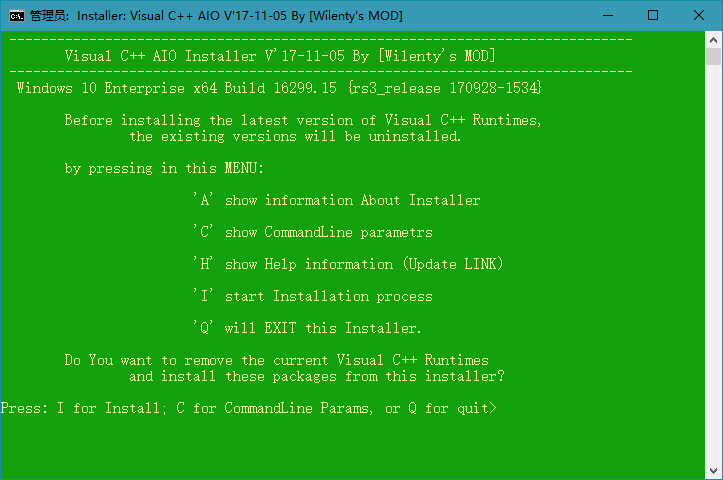 管理员: Installer: Visual C++ AIO V'17-11-05 By [Wilenty's MOD]
------------------------------------------------------------------------------
Visual C++ AIO Installer V'17-11-05 By [Wilenty's MOD]
------------------------------------------------------------------------------
Windows 10 Enterprise x64 Build 16299.15 {rs3_release 170928-1534}
Before installing the latest version of Visual C++ Runtimes,
the existing versions will be uninstalled.
by pressing in this MENU:
'A' show information About Installer
'C' show CommandLine parametrs
'H' show Help information (Update LINK)
'I' start Installation process
'Q' will EXIT this Installer.
Do You want to remove the current Visual C++ Runtimes
and install these packages from this installer?
Press: I for Install; C for CommandLine Params, or Q for quit>